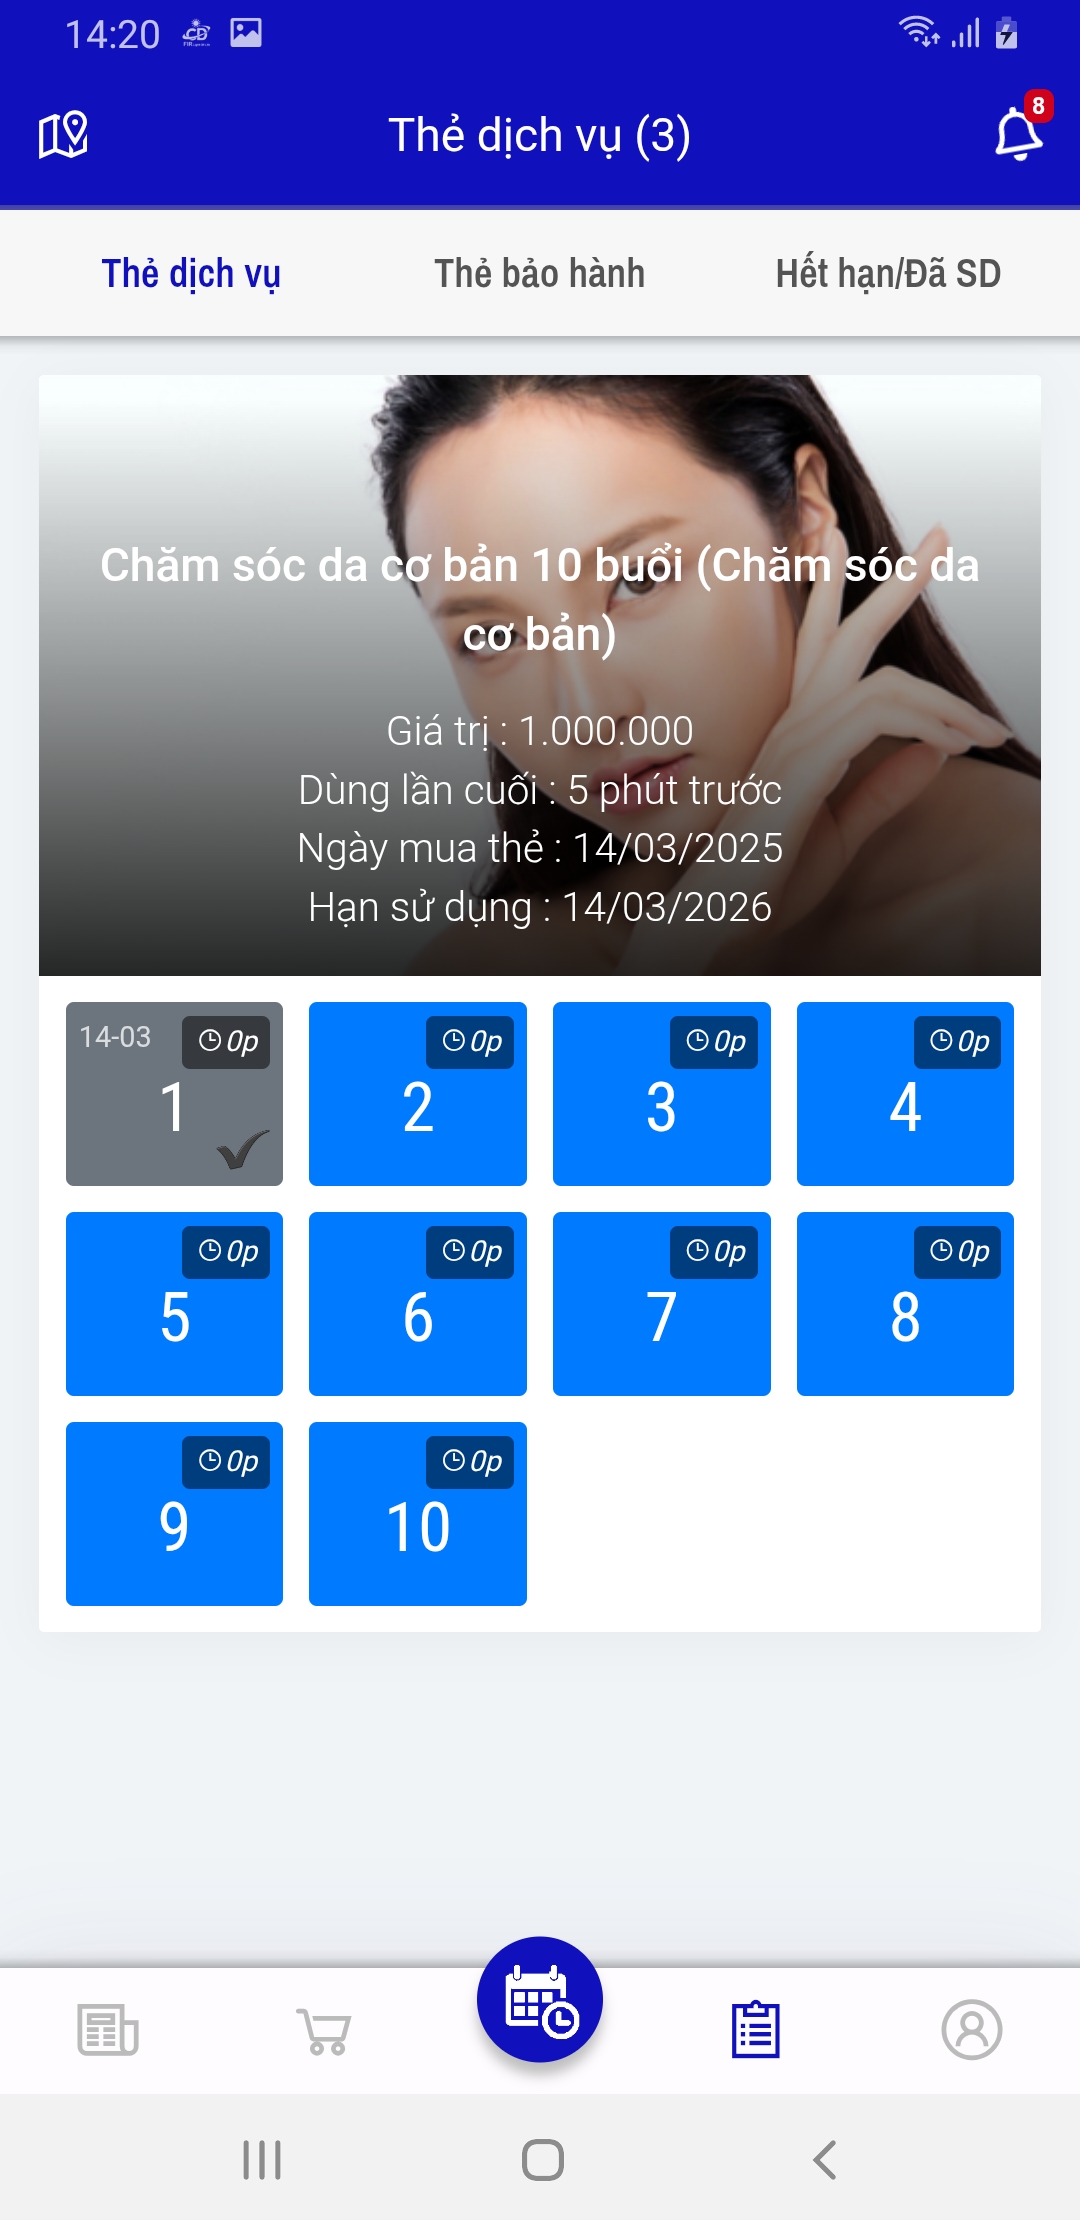 14:20
Thẻ dịch vụ (3)
8
Thẻ dịch vụ
Thẻ bảo hành
Hết hạn/Đã SD
Chăm sóc da cơ bản 10 buổi (Chăm sóc da
cơ bản)
Giá trị : 1.000.000
Dùng lần cuối : 5 phút trước
Ngày mua thẻ : 14/03/2025
Hạn sử dụng : 14/03/2026
14-03
0p
1
0p
2
0p
3
0p
4
0p
5
0p
6
0p
7
0p
8
0p
9
0p
10